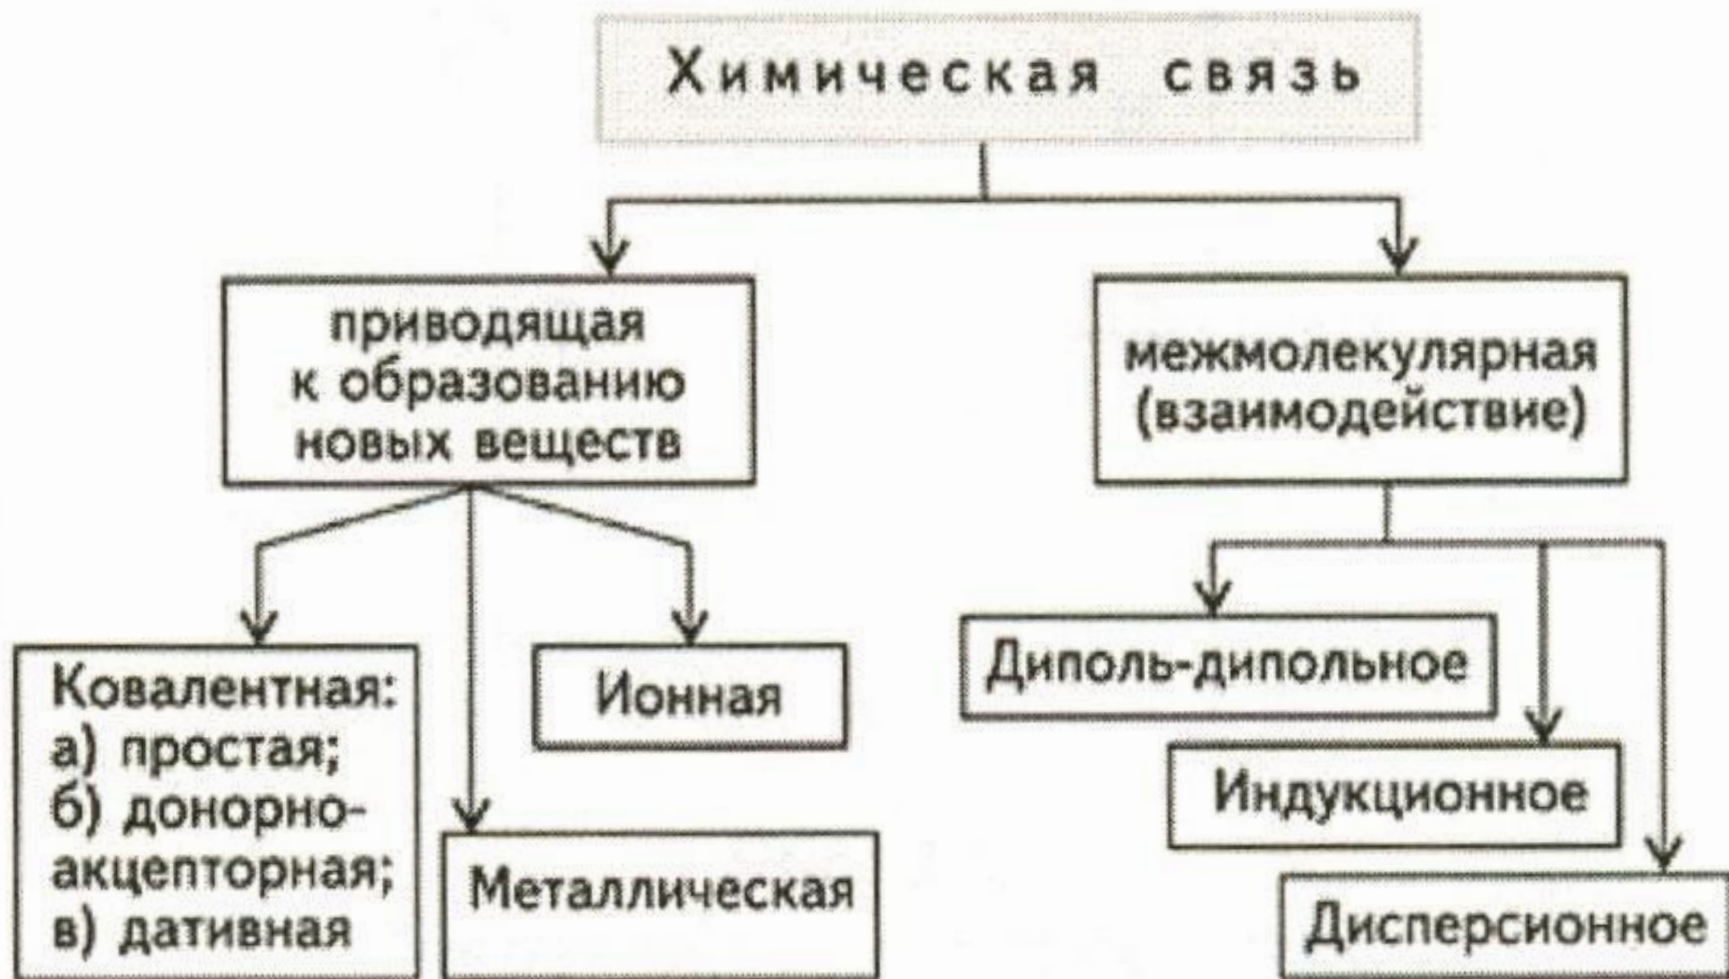 Химическая связь
приводящая
к образованию
новых веществ
межмолекулярная
(взаимодействие)
Ковалентная:
а) простая;
б) донорно-
акцепторная;
в) дативная
Ионная
Металлическая
Диполь-дипольное
Индукционное
Дисперсионное